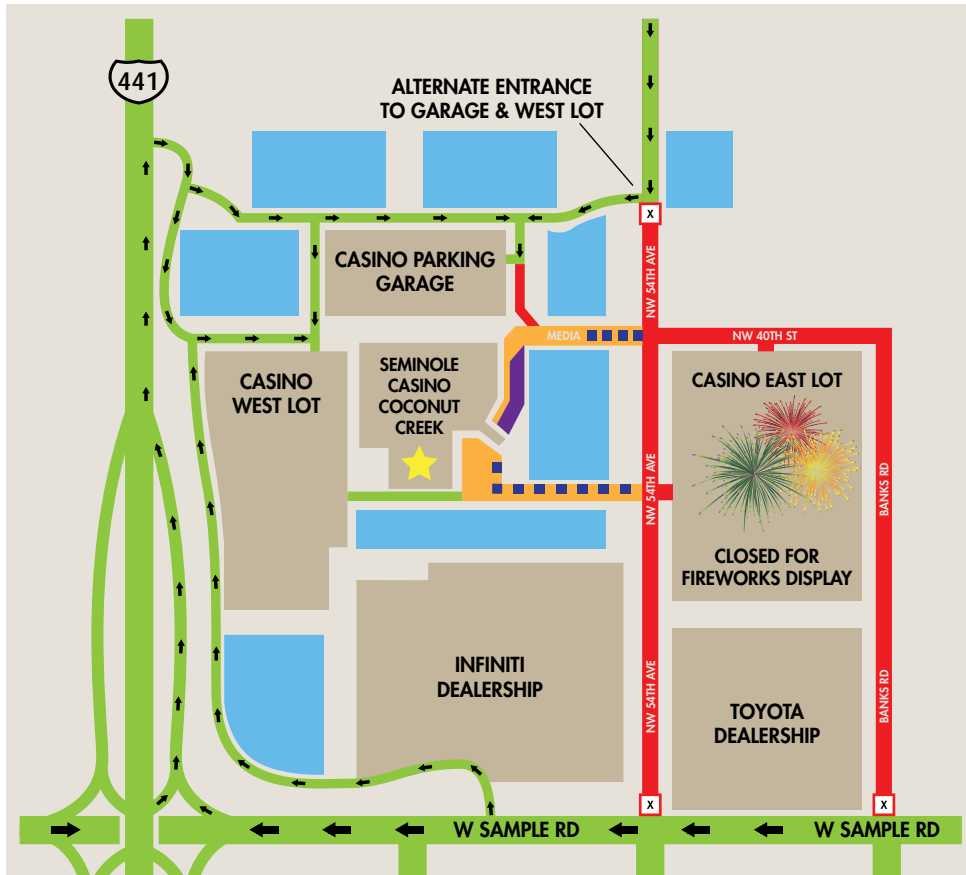 441
ALTERNATE ENTRANCE
TO GARAGE & WEST LOT
X
CASINO PARKING
GARAGE
NW 54TH AVE
MEDIA
NW 40TH ST
SEMINOLE
CASINO
COCONUT
CREEK
CASINO
WEST LOT
CASINO EAST LOT
NW 54TH AVE
BANKS RD
CLOSED FOR
FIREWORKS DISPLAY
INFINITI
DEALERSHIP
NW 54TH AVE
TOYOTA
DEALERSHIP
BANKS RD
X
X
W SAMPLE RD
W SAMPLE RD